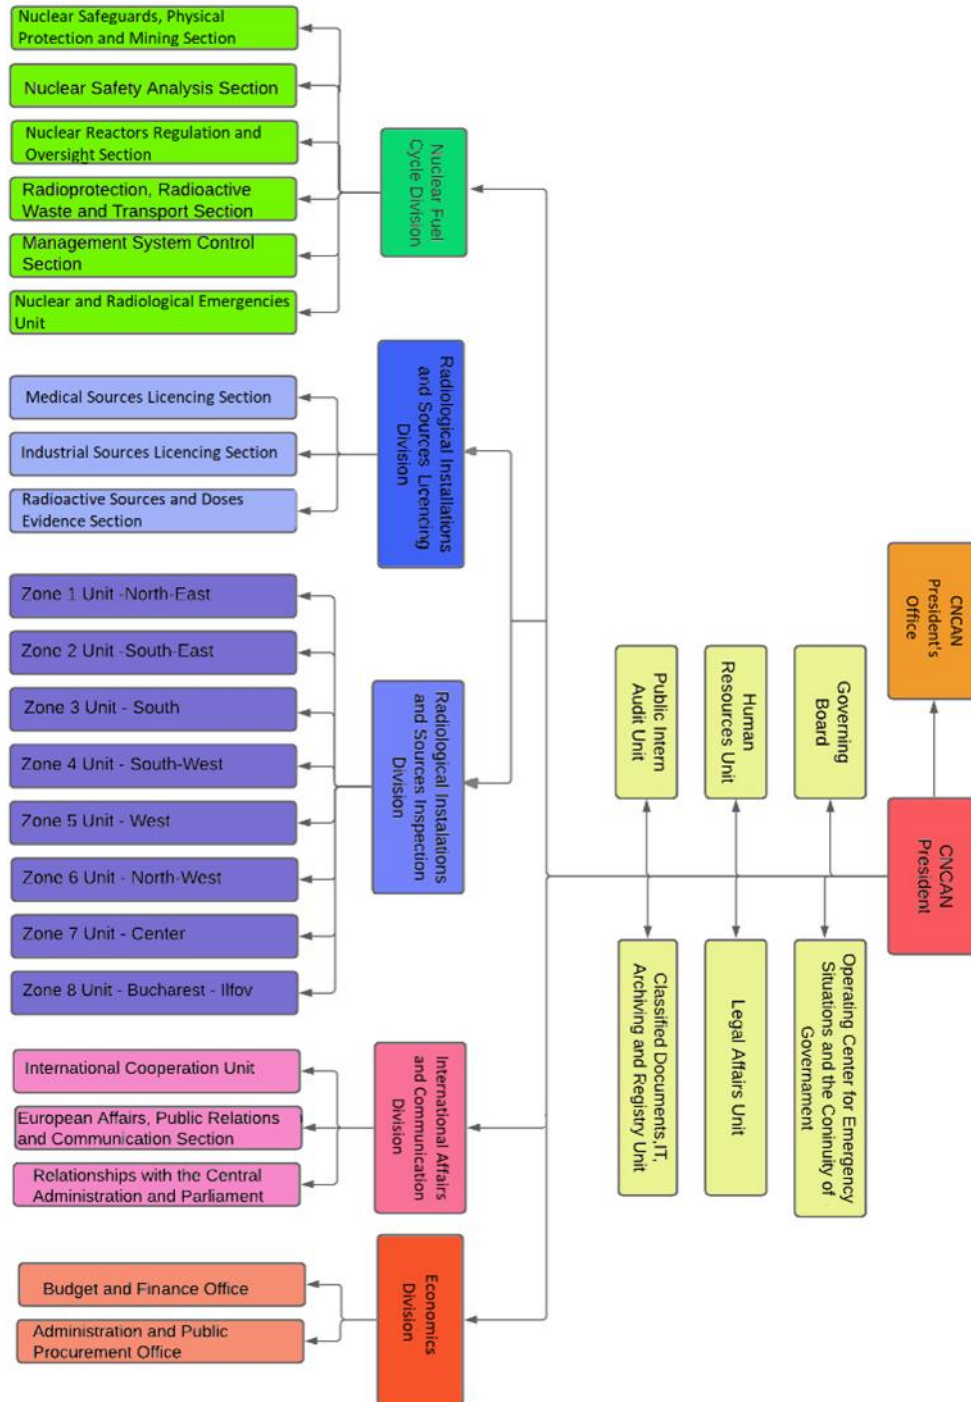 CNCAN
President's
Office
CNCAN
President
Governing
Board
Operating Center for Emergency
Situations and the Coninuity of
Governament
Human
Resources Unit
Legal Affairs Unit
Public Intern
Audit Unit
Classified Documents,IT,
Archiving and Registry Unit
Nuclear Fuel
Cycle Division
Nuclear Safeguards, Physical
Protection and Mining Section
Nuclear Safety Analysis Section
Nuclear Reactors Regulation and
Oversight Section
Radioprotection, Radioactive
Waste and Transport Section
Management System Control
Section
Nuclear and Radiological Emergencies
Unit
Radiological Installations
and Sources Licencing
Division
Medical Sources Licencing Section
Industrial Sources Licencing Section
Radioactive Sources and Doses
Evidence Section
Radiological Instalations
and Sources Inspection
Division
Zone 1 Unit -North-East
Zone 2 Unit -South-East
Zone 3 Unit - South
Zone 4 Unit - South-West
Zone 5 Unit - West
Zone 6 Unit - North-West
Zone 7 Unit - Center
Zone 8 Unit - Bucharest - Ilfov
International Affairs
and Communication
Division
International Cooperation Unit
European Affairs, Public Relations
and Communication Section
Relationships with the Central
Administration and Parliament
Economics
Division
Budget and Finance Office
Administration and Public
Procurement Office